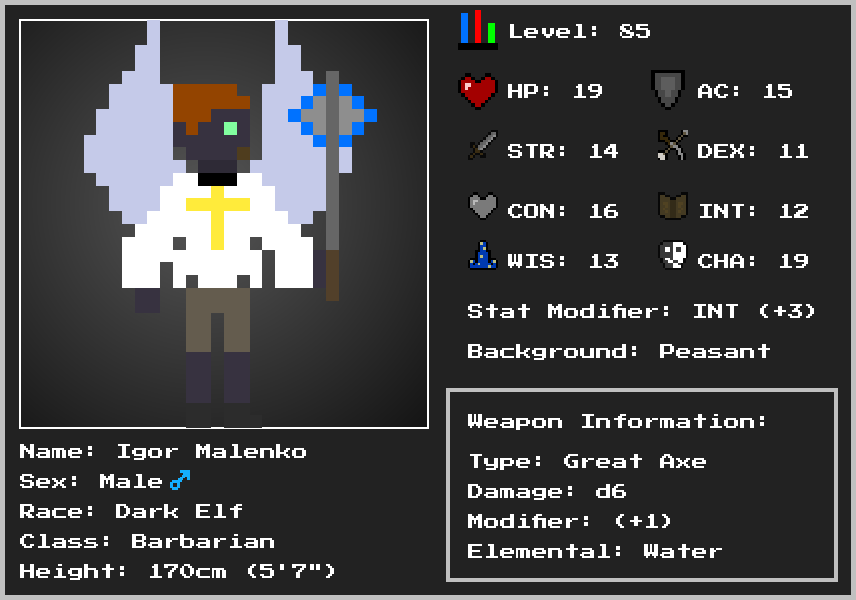 Level: 85
HP: 19
AC: 15
STR: 14
DEX: 11
CON: 16
INT: 12
WIS: 13
CHA: 19
Stat Modifier: INT (+3)
Background: Peasant
Weapon Information:
Type: Great Axe
Damage: d6
Modifier: (+1)
Elemental: Water
Name: Igor Malenko
Sex: Male♂
Race: Dark Elf
Class: Barbarian
Height: 170cm (5'7")